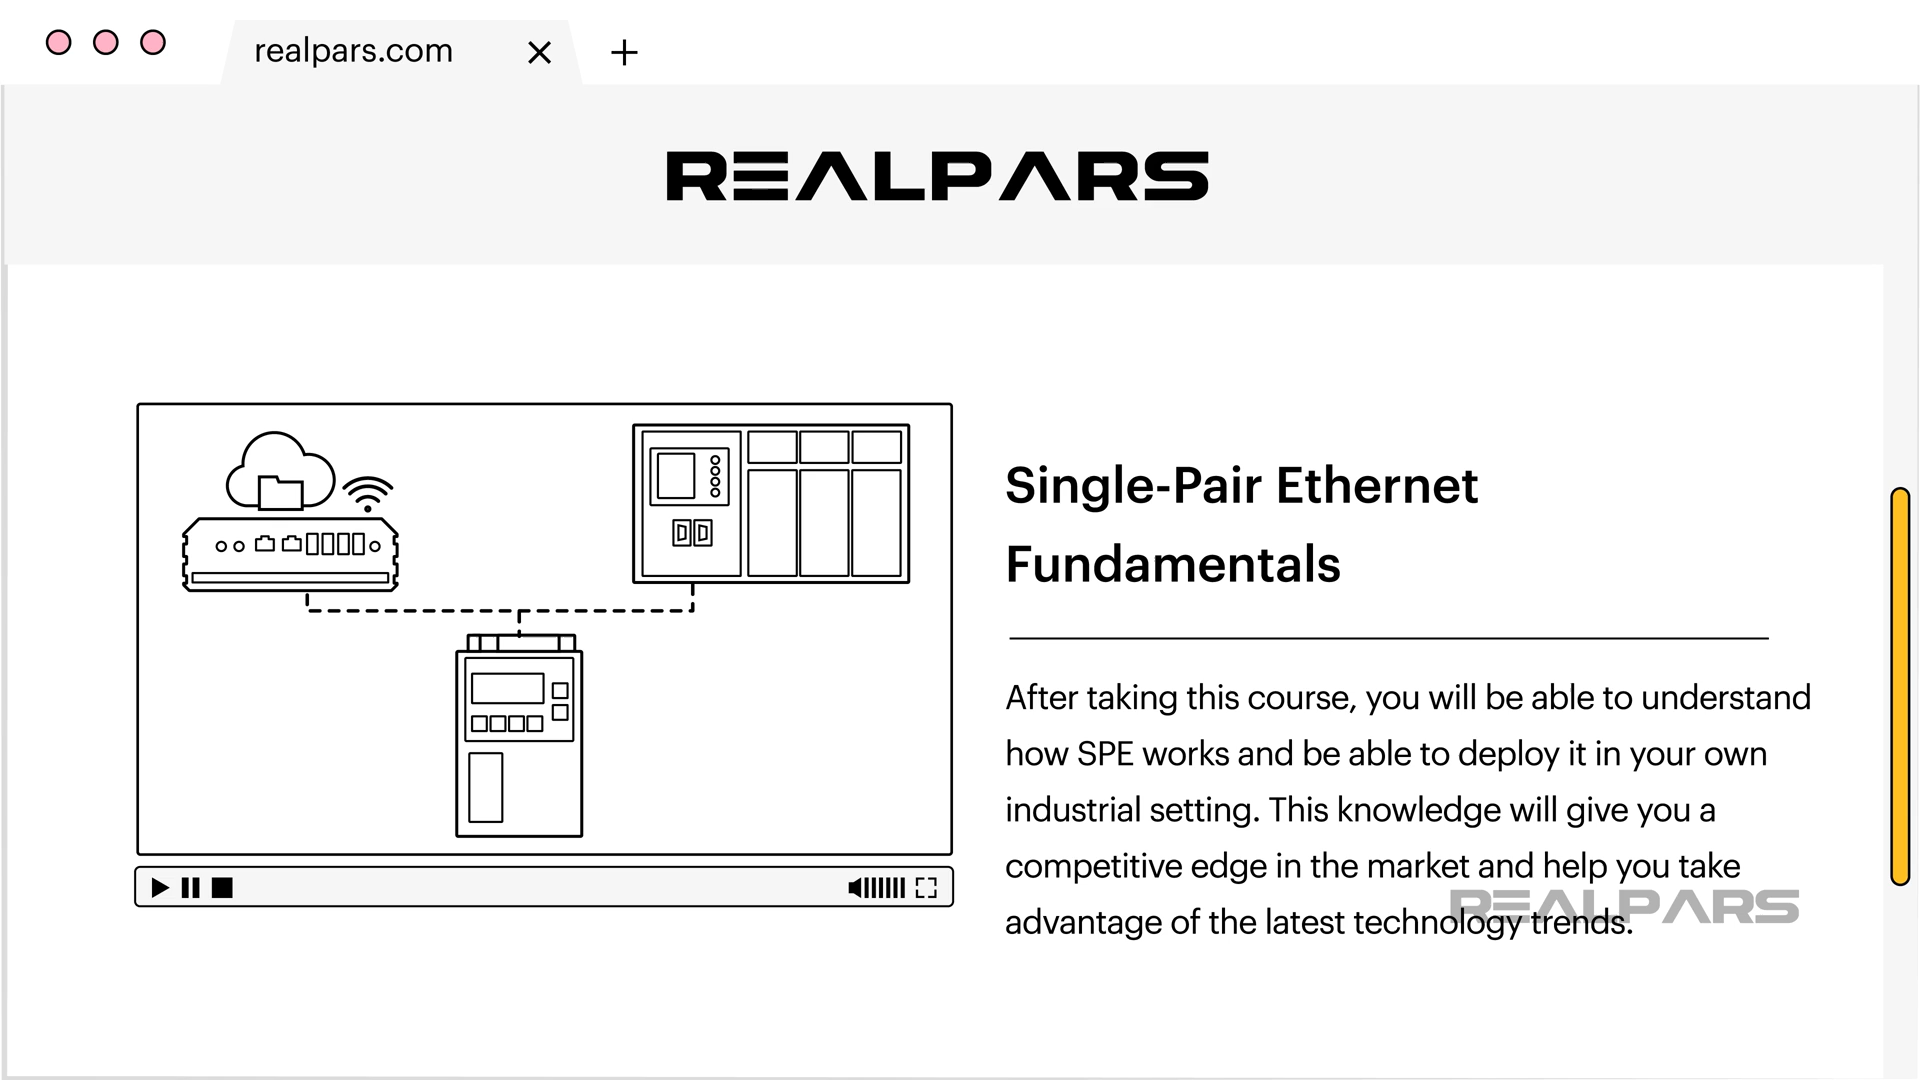 realpars.com
REALPARS
Single-Pair Ethernet
Fundamentals
After taking this course, you will be able to understand
how SPE works and be able to deploy it in your own
industrial setting. This knowledge will give you a
competitive edge in the market and help you take
advantage of the latest technology trends.
REALPARS